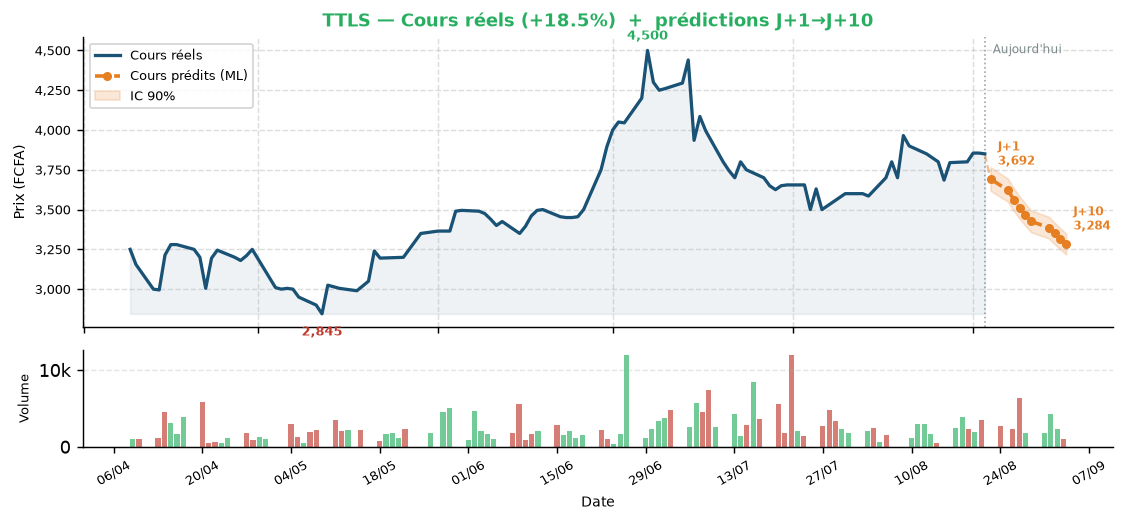 TTLS — Cours réels (+18.5%) + prédictions J+1→J+10
4,500
Aujourd'hui
Cours réels
Cours prédits (ML)
IC 90%
4,500
4,250
4,000
3,750
3,500
3,250
3,000
Prix (FCFA)
J+1
3,692
J+10
3,284
2,845
10k
0
Volume
06/04
20/04
04/05
18/05
01/06
15/06
29/06
13/07
27/07
10/08
24/08
07/09
Date